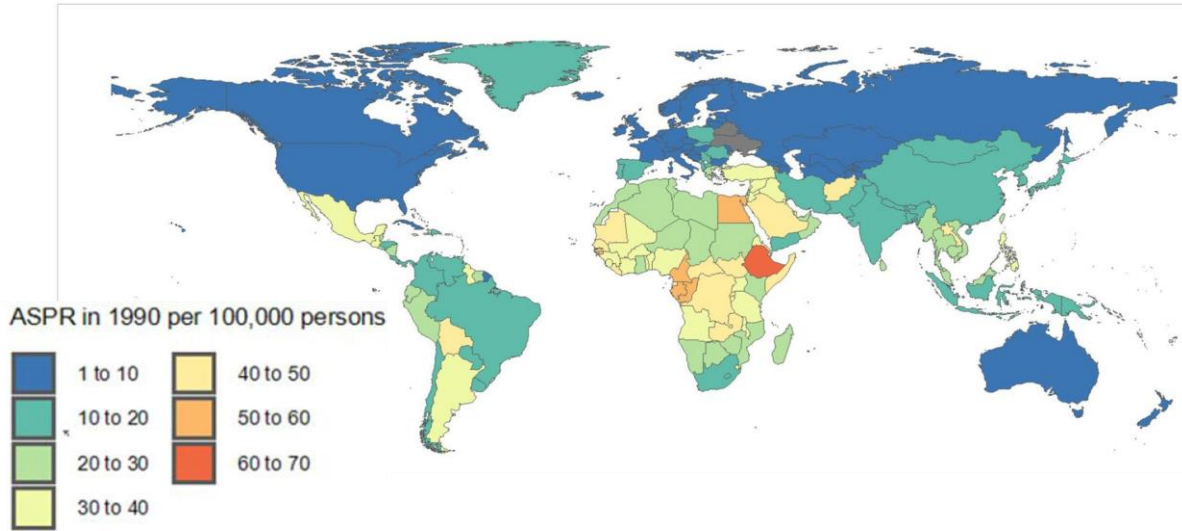 ASPR in 1990 per 100,000 persons
1 to 10
40 to 50
10 to 20
50 to 60
20 to 30
60 to 70
30 to 40